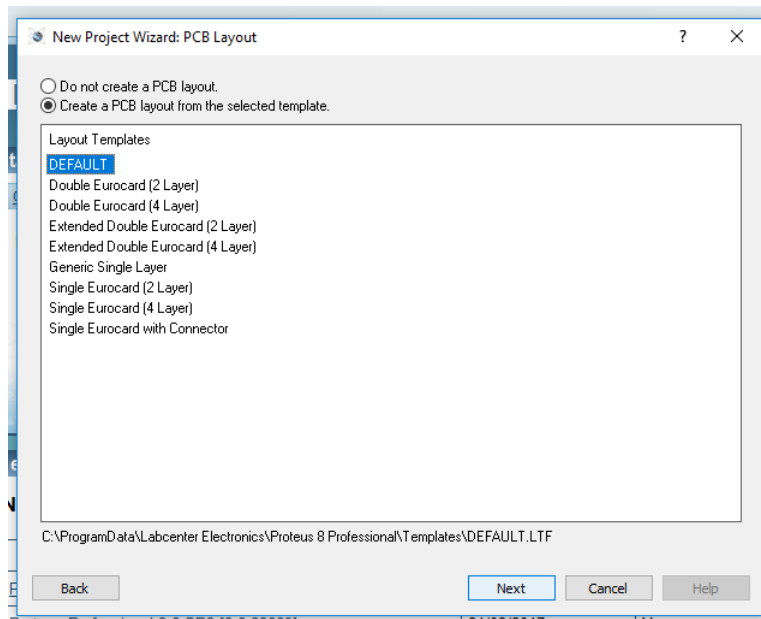 New Project Wizard: PCB Layout ? ×
Do not create a PCB layout.
Create a PCB layout from the selected template.
Layout Templates
DEFAULT
Double Eurocard (2 Layer)
Double Eurocard (4 Layer)
Extended Double Eurocard (2 Layer)
Extended Double Eurocard (4 Layer)
Generic Single Layer
Single Eurocard (2 Layer)
Single Eurocard (4 Layer)
Single Eurocard with Connector
C:\ProgramData\Labcenter Electronics\Proteus 8 Professional\Templates\DEFAULT.LTF
Back Next Cancel Help